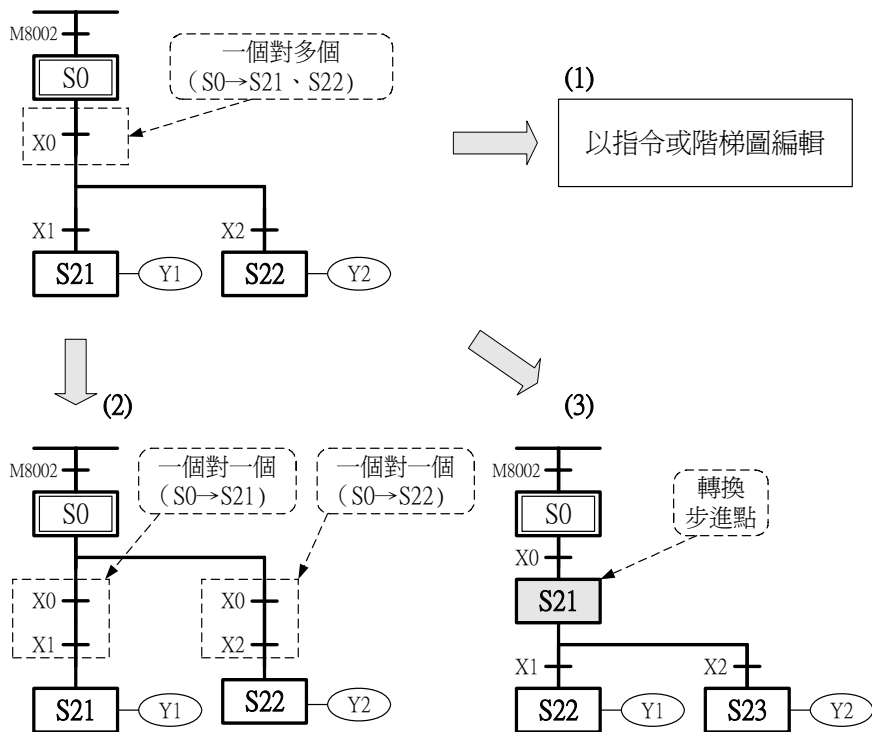 M8002
S0
一個對多個
（S0→S21、S22）
X0
X1
X2
S21
Y1
S22
Y2
(1)
以指令或階梯圖編輯
(2)
M8002
S0
一個對一個
（S0→S21）
一個對一個
（S0→S22）
X0
X0
X1
X2
S21
Y1
S22
Y2
(3)
M8002
S0
轉換
步進點
X0
S21
X1
X2
S22
Y1
S23
Y2